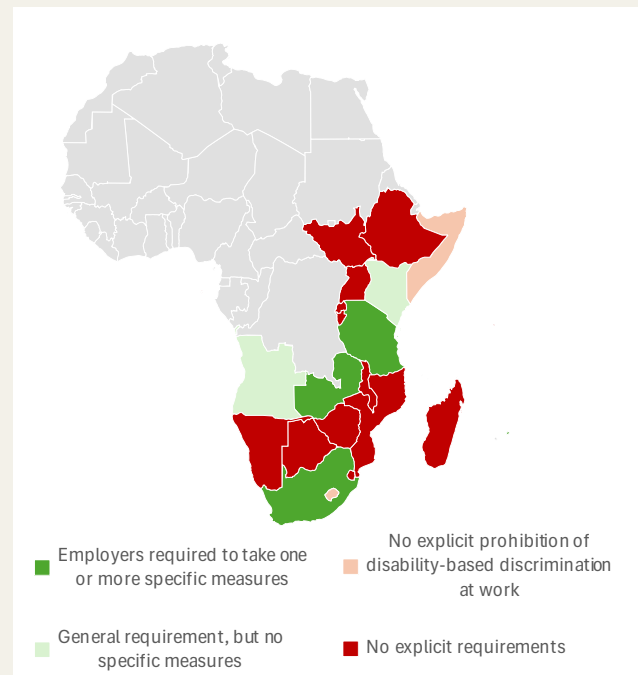 Employers required to take one
or more specific measures
No explicit prohibition of
disability-based discrimination
at work
General requirement, but no
specific measures
No explicit requirements